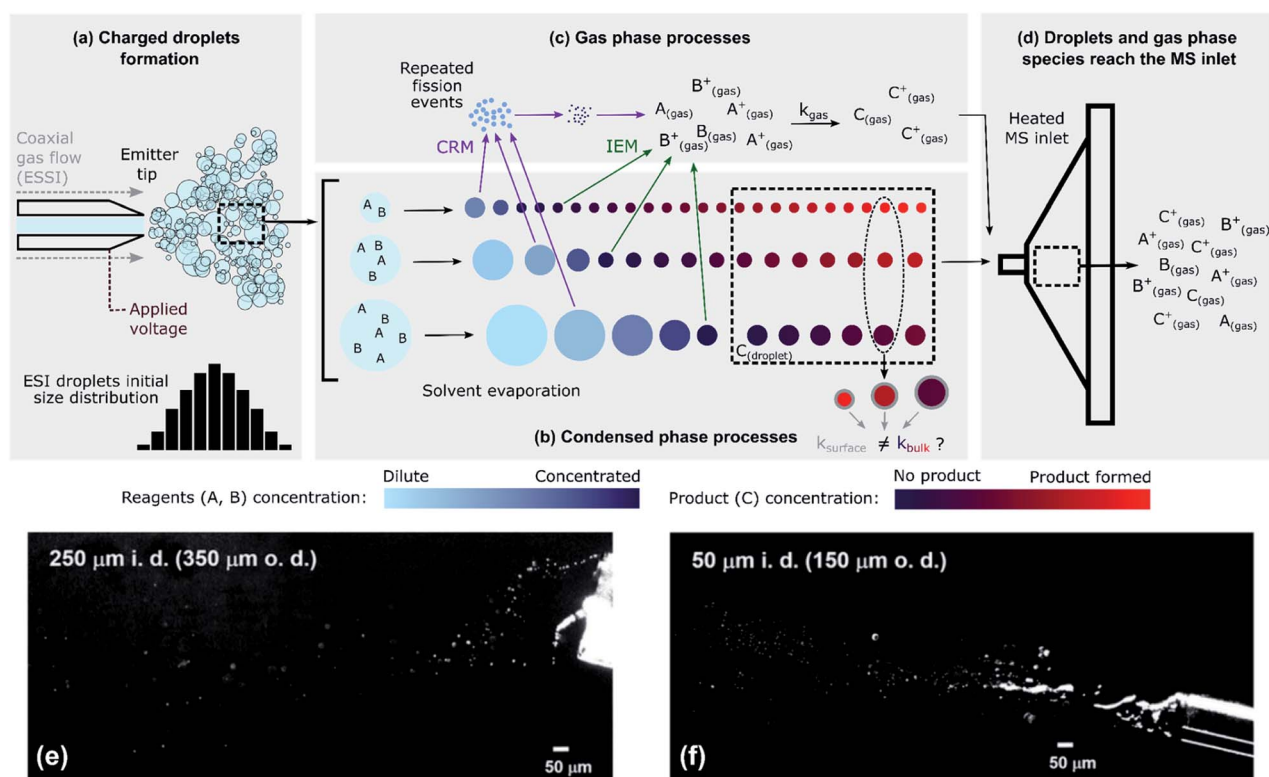 (a) Charged droplets
formation
Coaxial
gas flow
(ESSI)
Emitter
tip
Applied
voltage
ESI droplets initial
size distribution
(c) Gas phase processes
Repeated
fission
events
CRM
IEM
B⁺(gas)
A(gas)
A⁺(gas)
B⁺(gas)
B(gas)
A⁺(gas)
kgas
C⁺(gas)
C(gas)
C⁺(gas)
A
B
A
B
A
B
A
B
A
B
B
A
C(droplet)
Solvent evaporation
(b) Condensed phase processes
ksurface ≠ kbulk ?
(d) Droplets and gas phase
species reach the MS inlet
Heated
MS inlet
C⁺(gas)
B⁺(gas)
A⁺(gas)
C⁺(gas)
B(gas)
A⁺(gas)
B⁺(gas)
C(gas)
C⁺(gas)
A(gas)
Dilute
Concentrated
Reagents (A, B) concentration:
No product
Product formed
Product (C) concentration:
250 μm i. d. (350 μm o. d.)
(e)
50 μm
50 μm i. d. (150 μm o. d.)
(f)
50 μm